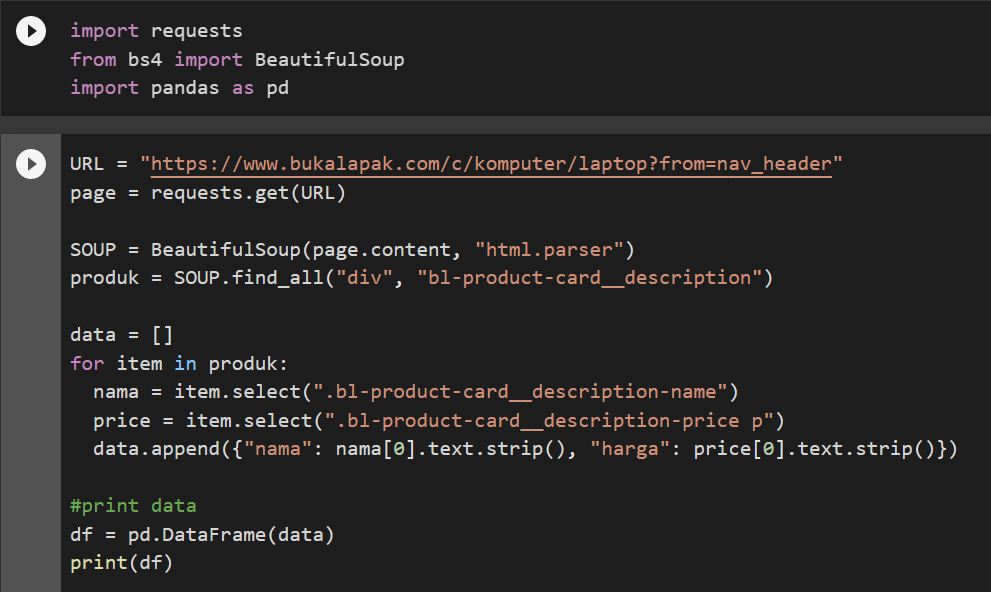 import requests
from bs4 import BeautifulSoup
import pandas as pd
URL = "https://www.bukalapak.com/c/komputer/laptop?from=nav_header"
page = requests.get(URL)
SOUP = BeautifulSoup(page.content, "html.parser")
produk = SOUP.find_all("div", "bl-product-card__description")
data = []
for item in produk:
  nama = item.select(".bl-product-card__description-name")
  price = item.select(".bl-product-card__description-price p")
  data.append({"nama": nama[0].text.strip(), "harga": price[0].text.strip()})
#print data
df = pd.DataFrame(data)
print(df)